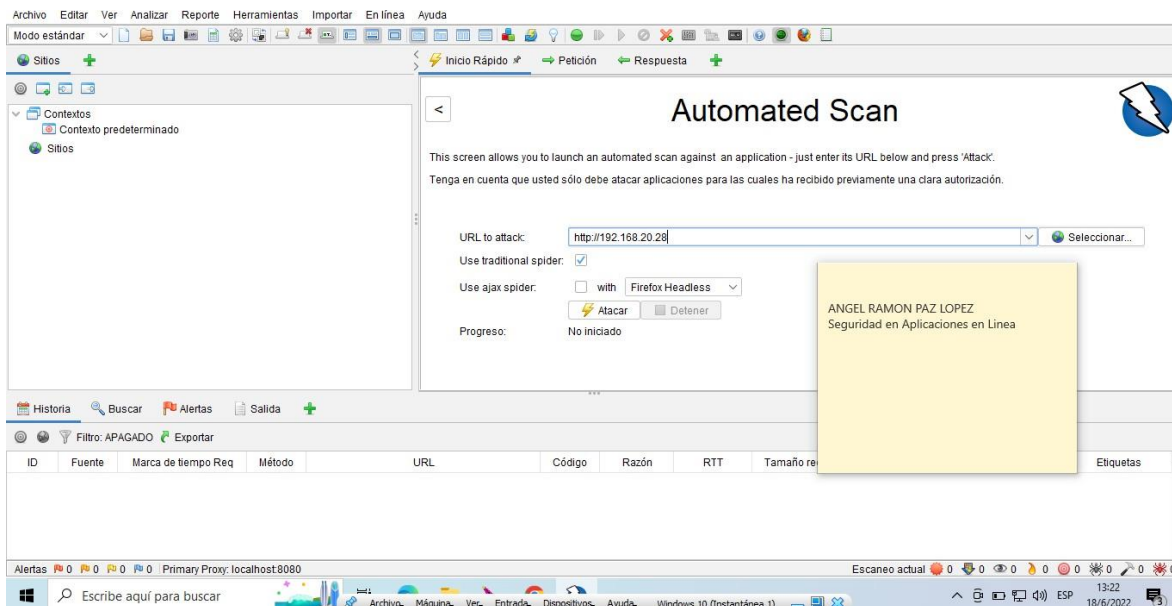 Archivo Editar Ver Analizar Reporte Herramientas Importar En línea Ayuda
Modo estándar
Sitios
Inicio Rápido Petición Respuesta
Contextos
Contexto predeterminado
Sitios
<
Automated Scan
This screen allows you to launch an automated scan against an application - just enter its URL below and press 'Attack'.
Tenga en cuenta que usted sólo debe atacar aplicaciones para las cuales ha recibido previamente una clara autorización.
URL to attack: http://192.168.20.28 Seleccionar...
Use traditional spider:
Use ajax spider: with Firefox Headless
Atacar Detener
Progreso: No iniciado
ANGEL RAMON PAZ LOPEZ
Seguridad en Aplicaciones en Linea
Historia Buscar Alertas Salida
Filtro: APAGADO Exportar
ID Fuente Marca de tiempo Req Método URL Código Razón RTT Tamaño re Etiquetas
Alertas 0 0 0 0 Primary Proxy: localhost:8080 Escaneo actual 0 0 0 0 0 0 0
Escribe aquí para buscar
Archivo Máquina Ver Entrada Dispositivos Ayuda Windows 10 (Instantánea 1)
ESP
13:22
18/6/2022